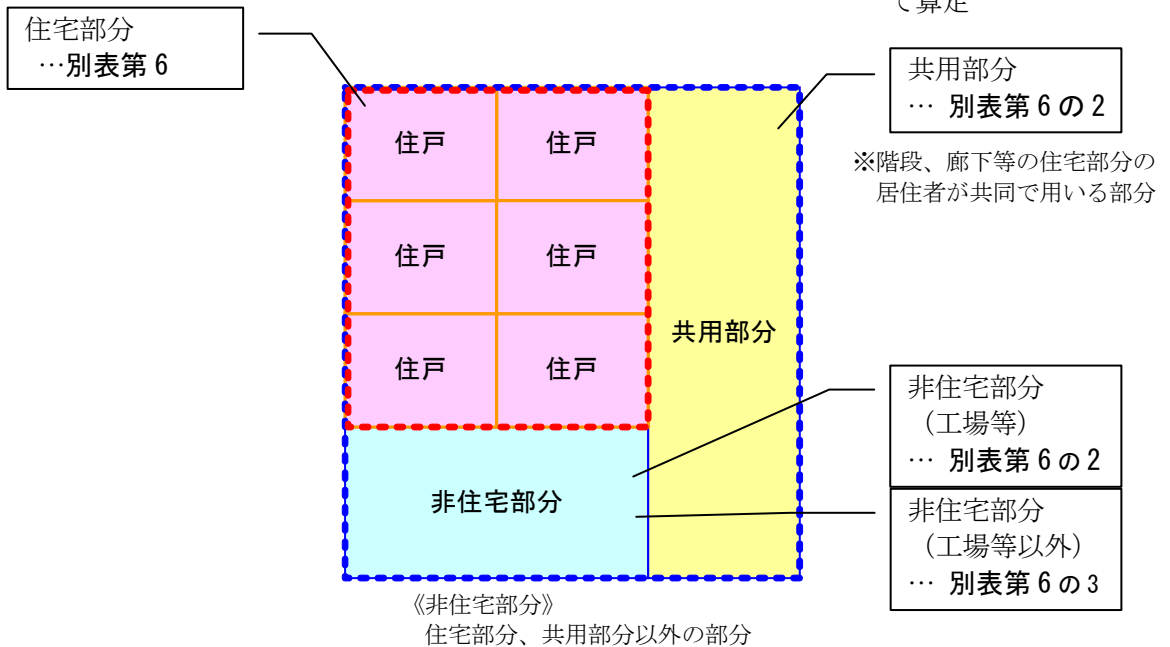 て算定
住宅部分
…別表第6
共用部分
… 別表第6の2
※階段、廊下等の住宅部分の
居住者が共同で用いる部分
住戸 住戸
住戸 住戸
住戸 住戸
共用部分
非住宅部分
非住宅部分
（工場等）
… 別表第6の2
非住宅部分
（工場等以外）
… 別表第6の3
《非住宅部分》
住宅部分、共用部分以外の部分